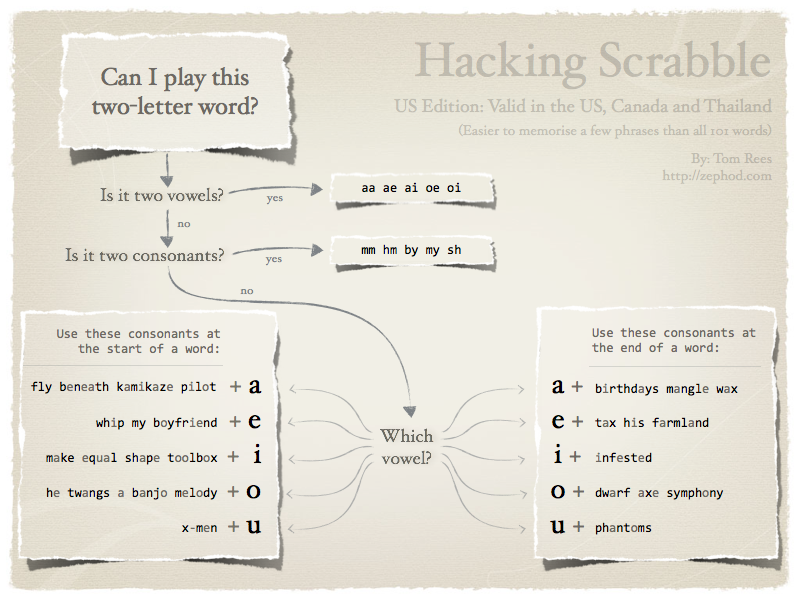 Can I play this
two-letter word?
Hacking Scrabble
US Edition: Valid in the US, Canada and Thailand
(Easier to memorise a few phrases than all 101 words)
By: Tom Rees
http://zephod.com
Is it two vowels?
yes
aa ae ai oe oi
no
Is it two consonants?
yes
mm hm by my sh
no
Use these consonants at
the start of a word:
fly beneath kamikaze pilot + a
whip my boyfriend + e
make equal shape toolbox + i
he twangs a banjo melody + o
x-men + u
Which
vowel?
Use these consonants at
the end of a word:
a + birthdays mangle wax
e + tax his farmland
i + infested
o + dwarf axe symphony
u + phantoms